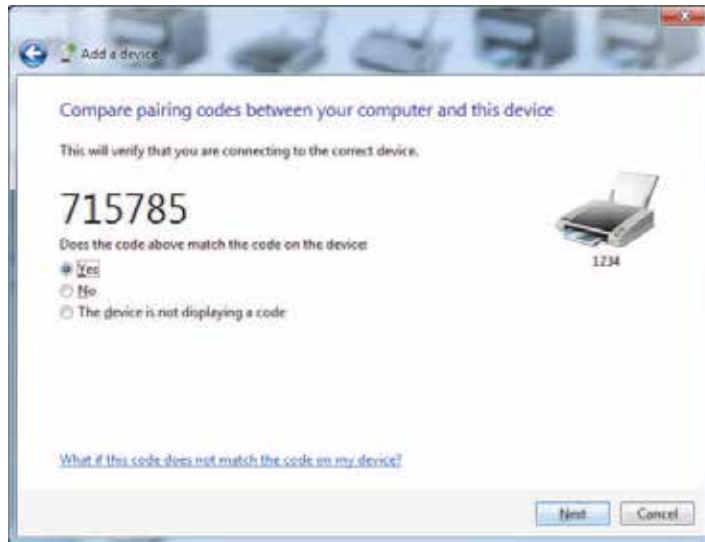 Add a device
Compare pairing codes between your computer and this device
This will verify that you are connecting to the correct device.
715785
Does the code above match the code on the device
1234
Yes
No
The device is not displaying a code
What if this code does not match the code on my device?
Next
Cancel